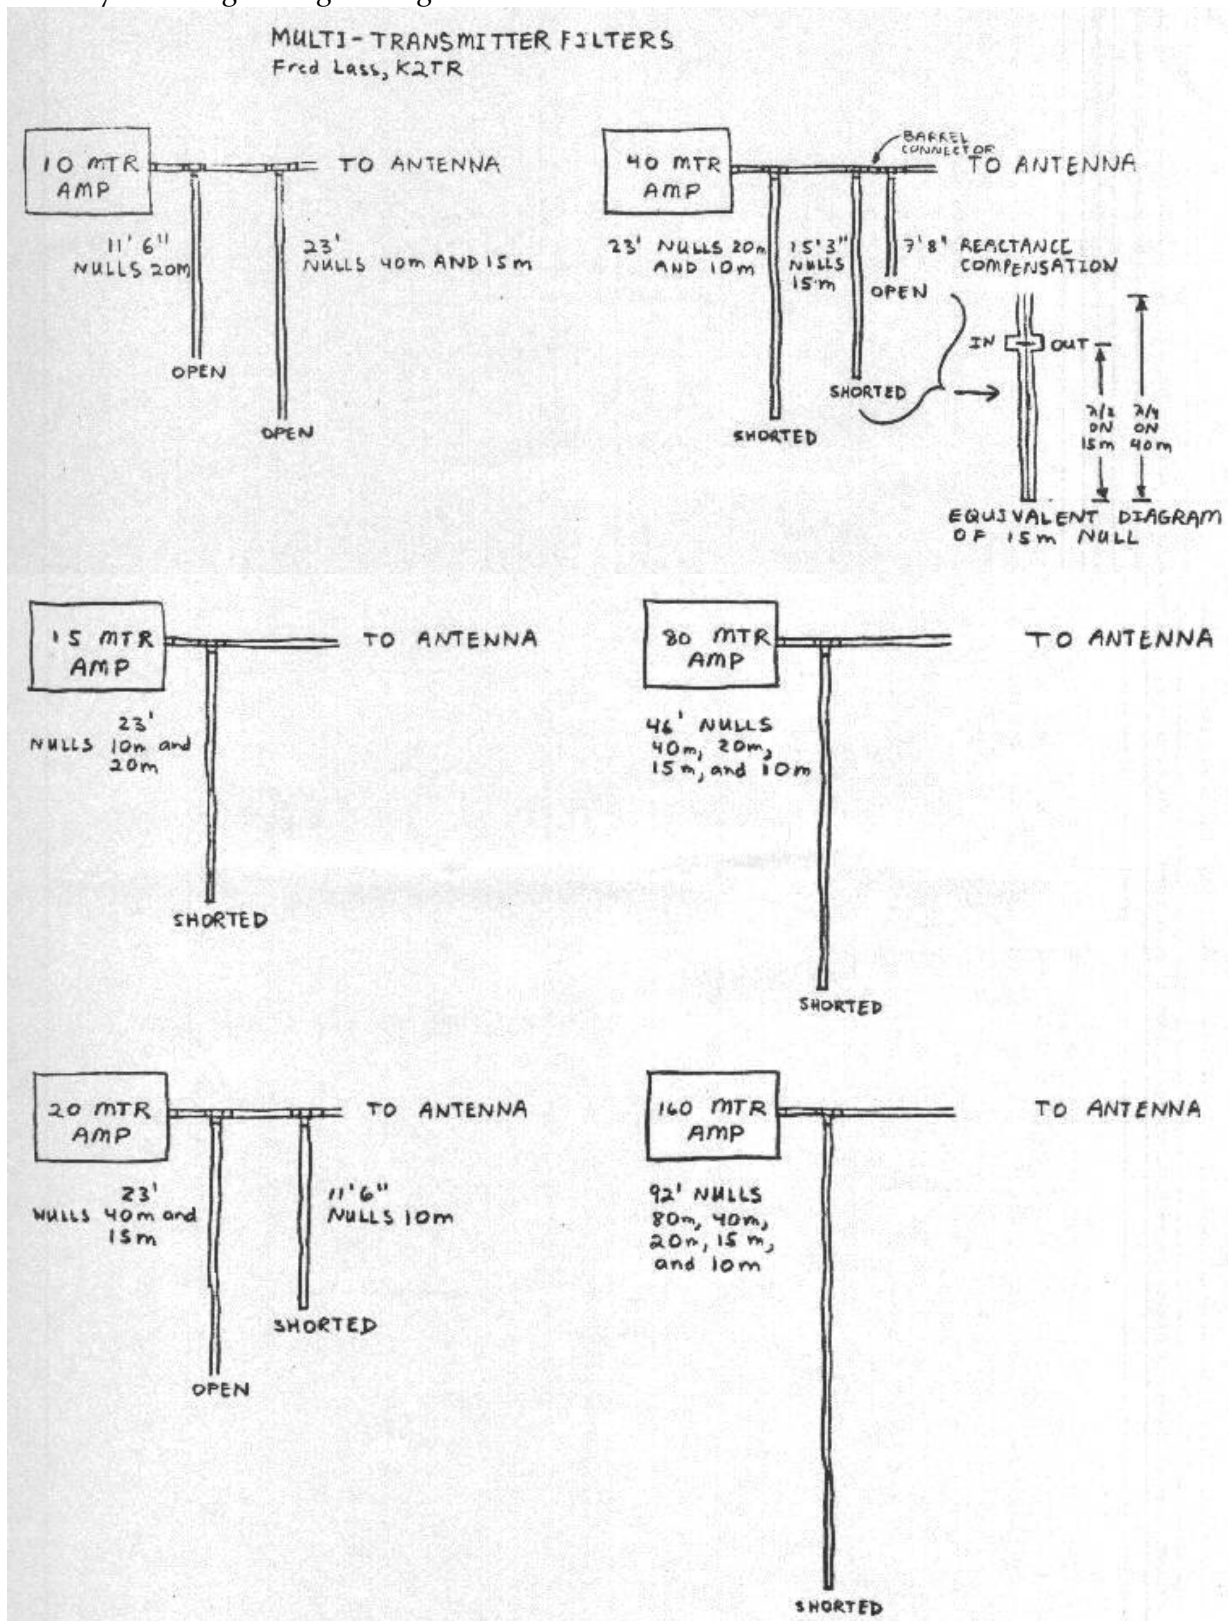 MULTI-TRANSMITTER FILTERS
Fred Lass, K2TR
10 MTR
AMP
TO ANTENNA
11' 6"
NULLS 20M
23'
NULLS 40m AND 15m
OPEN
OPEN
40 MTR
AMP
BARREL
CONNECTOR
TO ANTENNA
23' NULLS 20m
AND 10m
15'3"
NULLS
15m
7'8" REACTANCE
COMPENSATION
OPEN
SHORTED
SHORTED
IN
OUT
λ/2
ON
15m
λ/4
ON
40m
EQUIVALENT DIAGRAM
OF 15m NULL
15 MTR
AMP
TO ANTENNA
23'
NULLS 10m and
20m
SHORTED
80 MTR
AMP
TO ANTENNA
46' NULLS
40m, 20m,
15m, and 10m
SHORTED
20 MTR
AMP
TO ANTENNA
23'
NULLS 40m and
15m
11'6"
NULLS 10m
SHORTED
OPEN
160 MTR
AMP
TO ANTENNA
92' NULLS
80m, 40m,
20m, 15 m,
and 10m
SHORTED